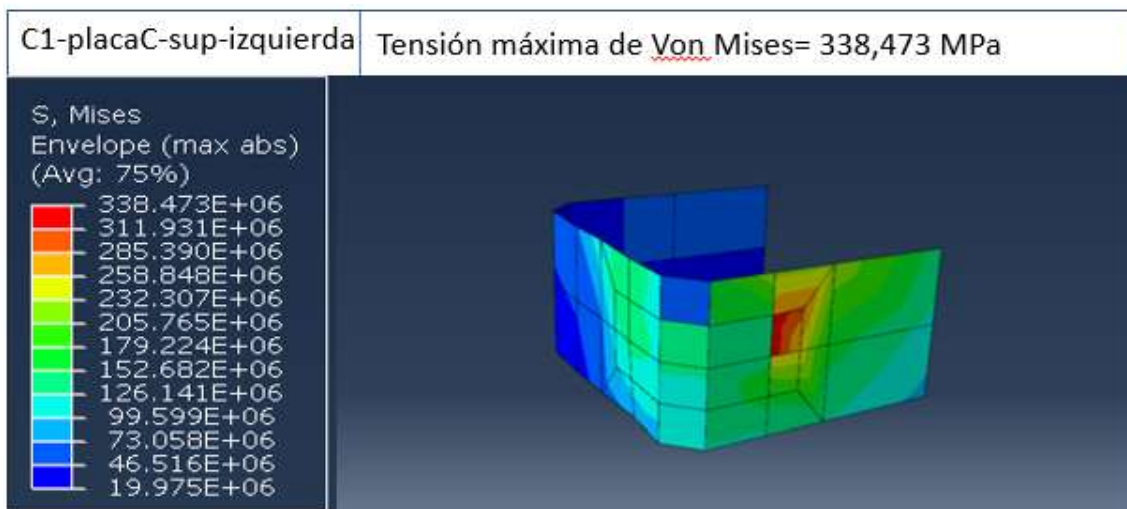 C1-placaC-sup-izquierda
Tensión máxima de Von Mises= 338,473 MPa
S, Mises
Envelope (max abs)
(Avg: 75%)
338.473E+06
311.931E+06
285.390E+06
258.848E+06
232.307E+06
205.765E+06
179.224E+06
152.682E+06
126.141E+06
99.599E+06
73.058E+06
46.516E+06
19.975E+06